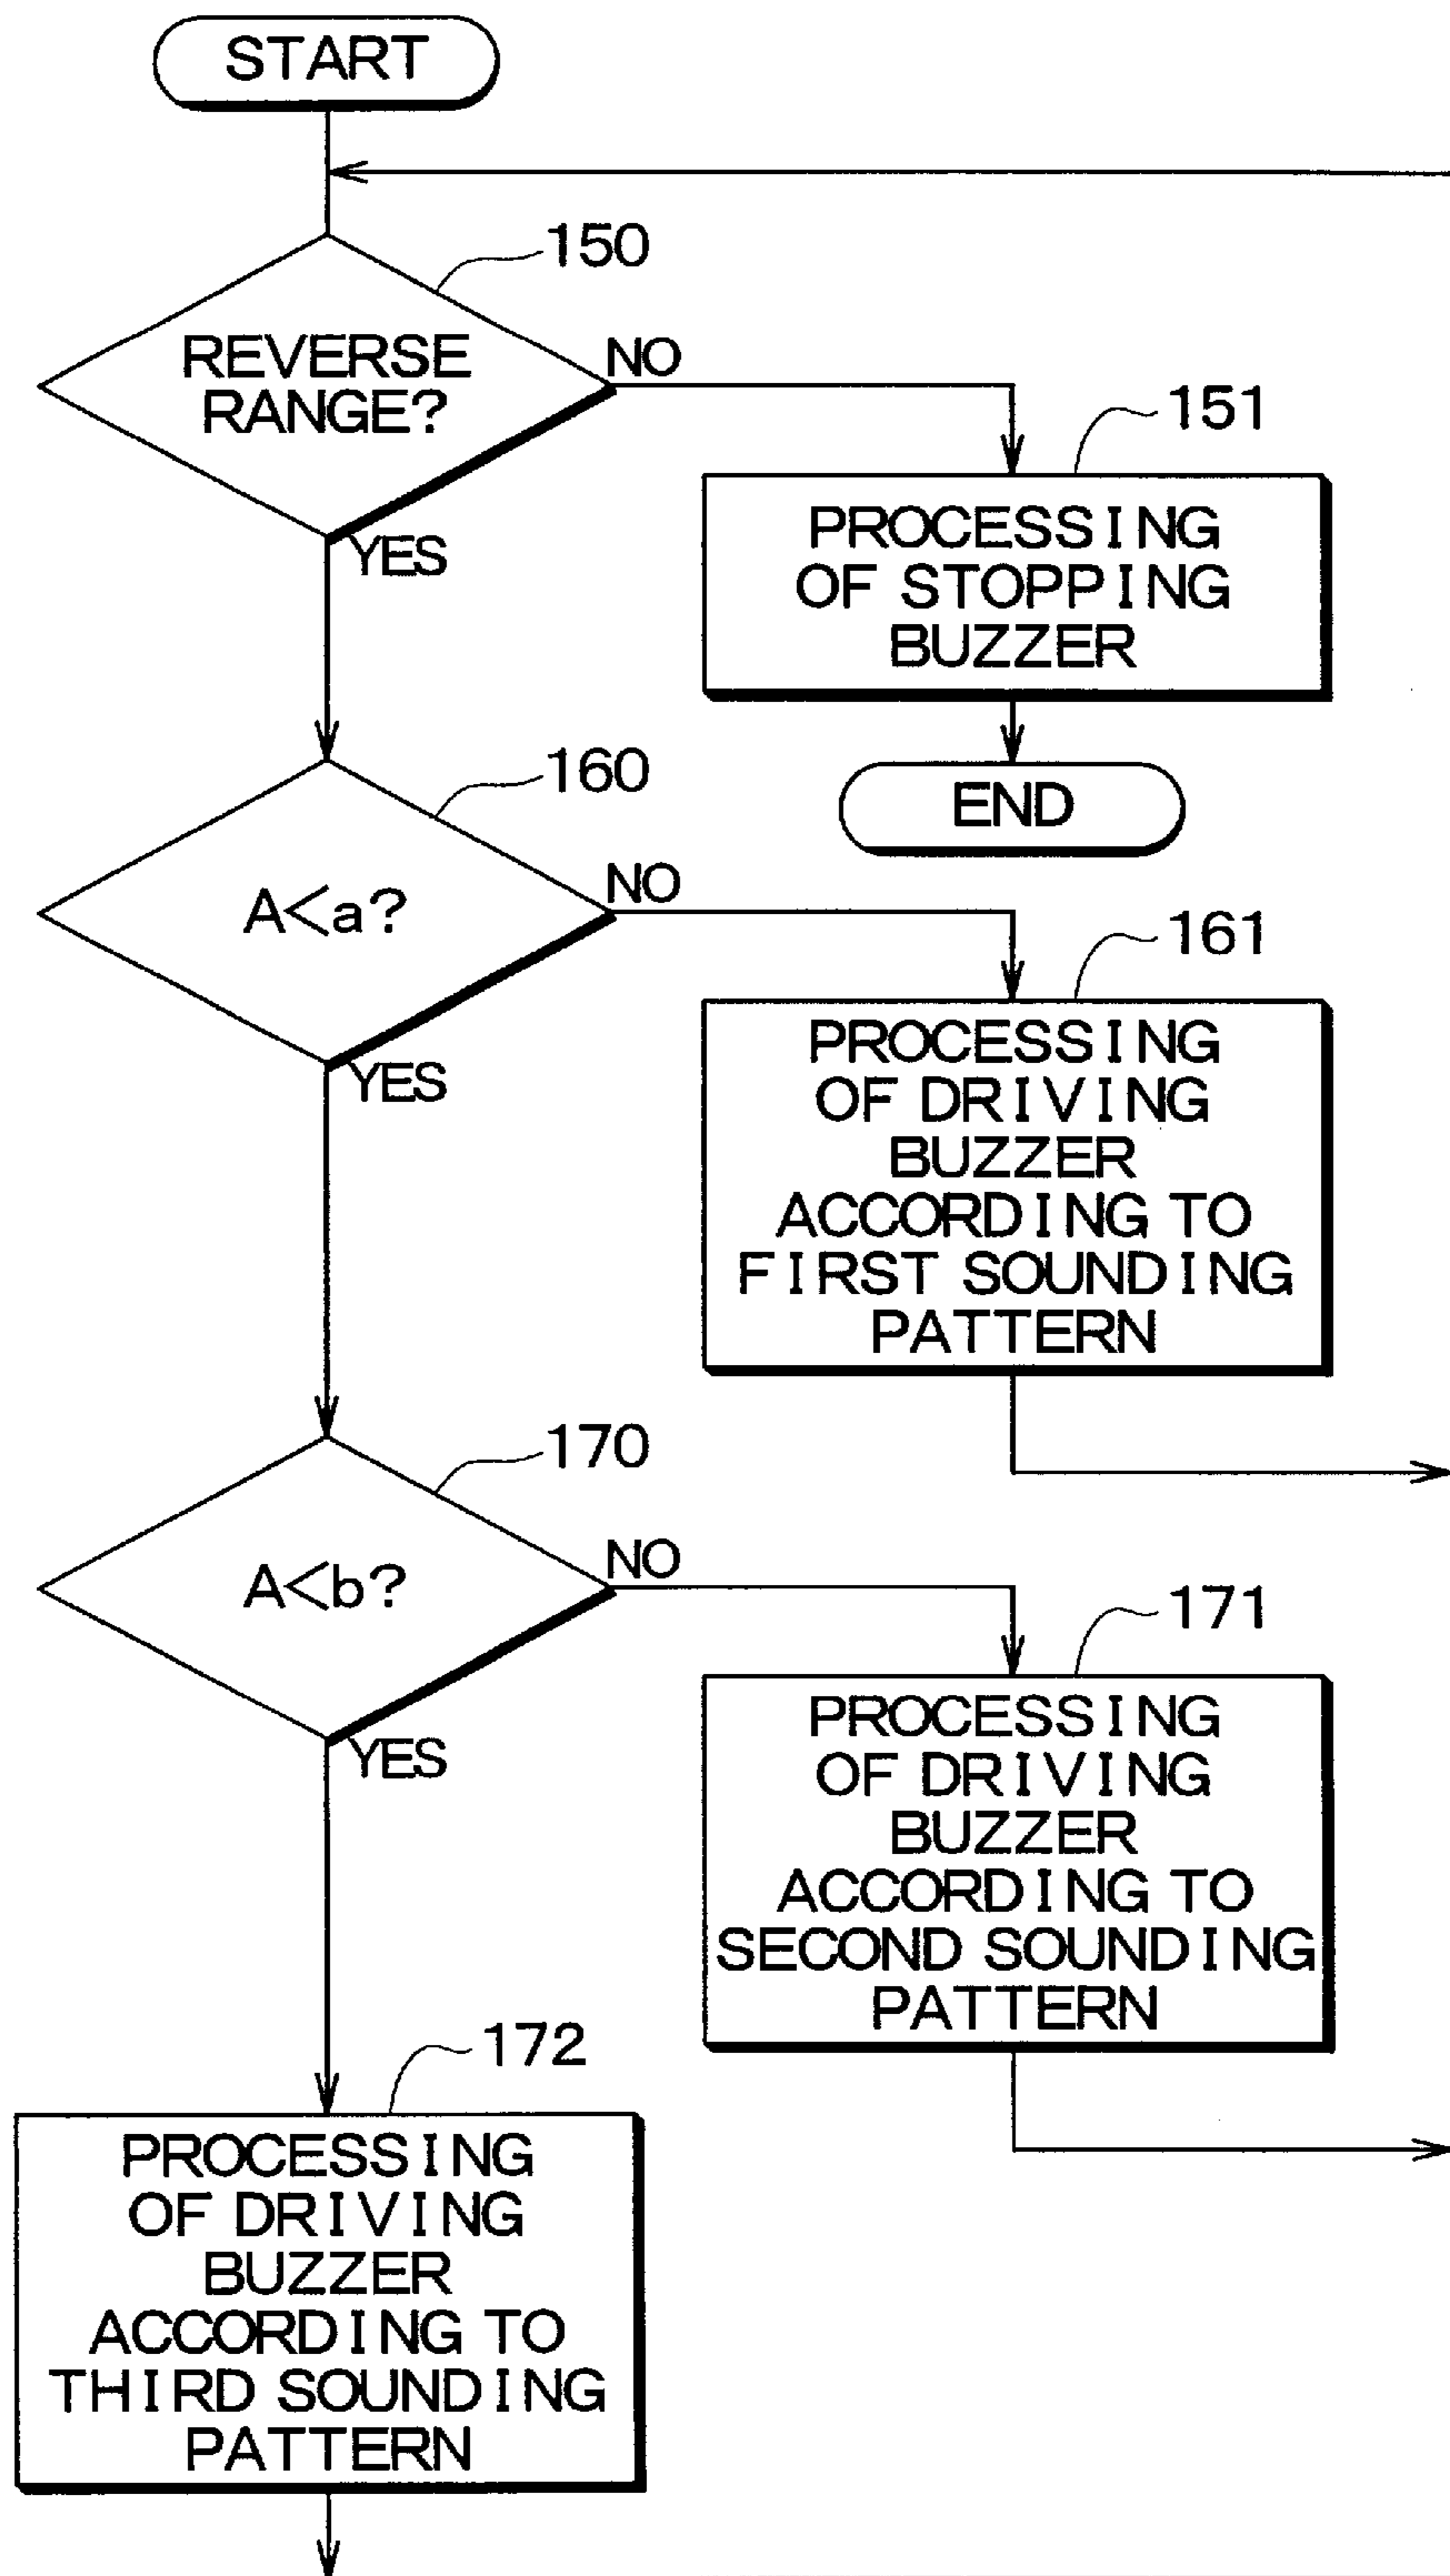 START
150
REVERSE
RANGE?
NO
YES
151
PROCESSING
OF STOPPING
BUZZER
END
160
A<a?
NO
YES
161
PROCESSING
OF DRIVING
BUZZER
ACCORDING TO
FIRST SOUNDING
PATTERN
170
A<b?
NO
YES
171
PROCESSING
OF DRIVING
BUZZER
ACCORDING TO
SECOND SOUNDING
PATTERN
172
PROCESSING
OF DRIVING
BUZZER
ACCORDING TO
THIRD SOUNDING
PATTERN